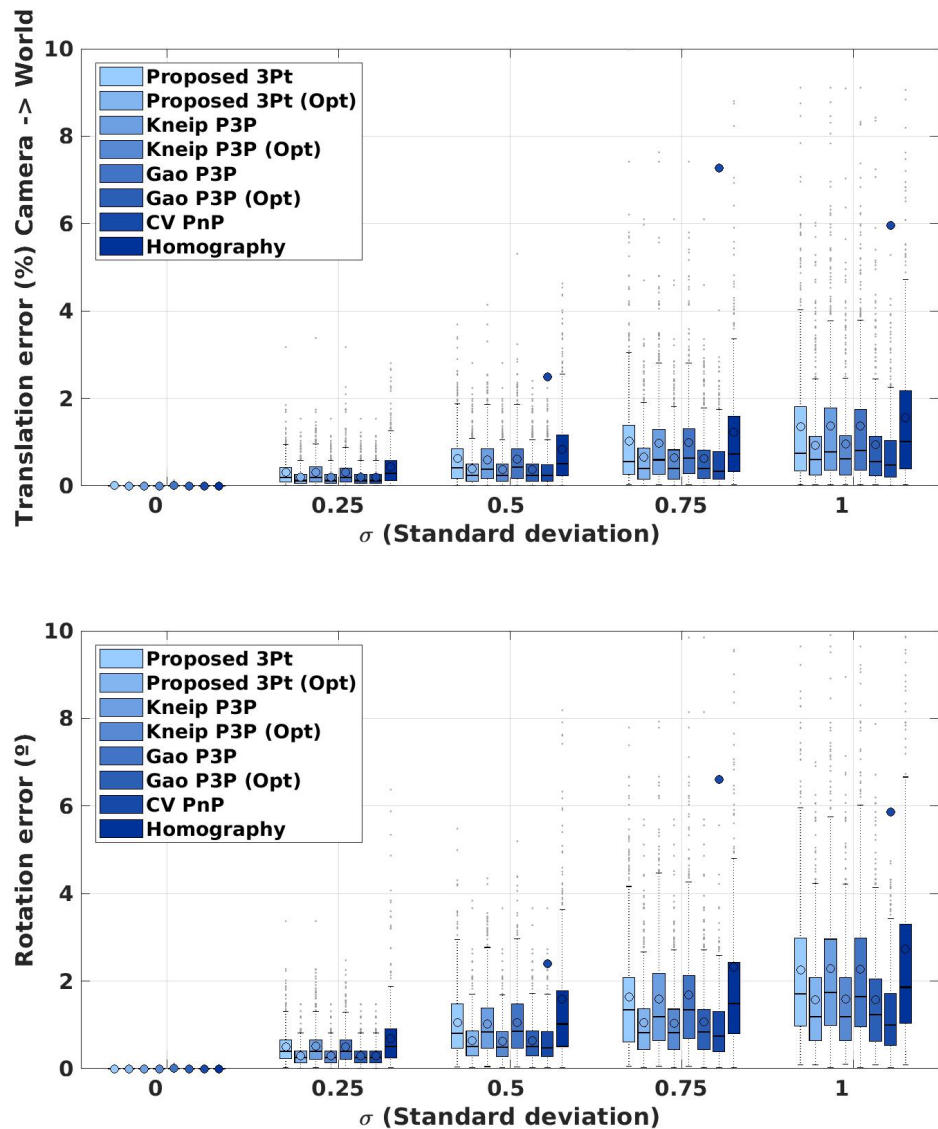 Translation error (%) Camera -> World
10
8
6
4
2
0
Proposed 3Pt
Proposed 3Pt (Opt)
Kneip P3P
Kneip P3P (Opt)
Gao P3P
Gao P3P (Opt)
CV PnP
Homography
0 0.25 0.5 0.75 1
σ (Standard deviation)
Rotation error (º)
10
8
6
4
2
0
Proposed 3Pt
Proposed 3Pt (Opt)
Kneip P3P
Kneip P3P (Opt)
Gao P3P
Gao P3P (Opt)
CV PnP
Homography
0 0.25 0.5 0.75 1
σ (Standard deviation)